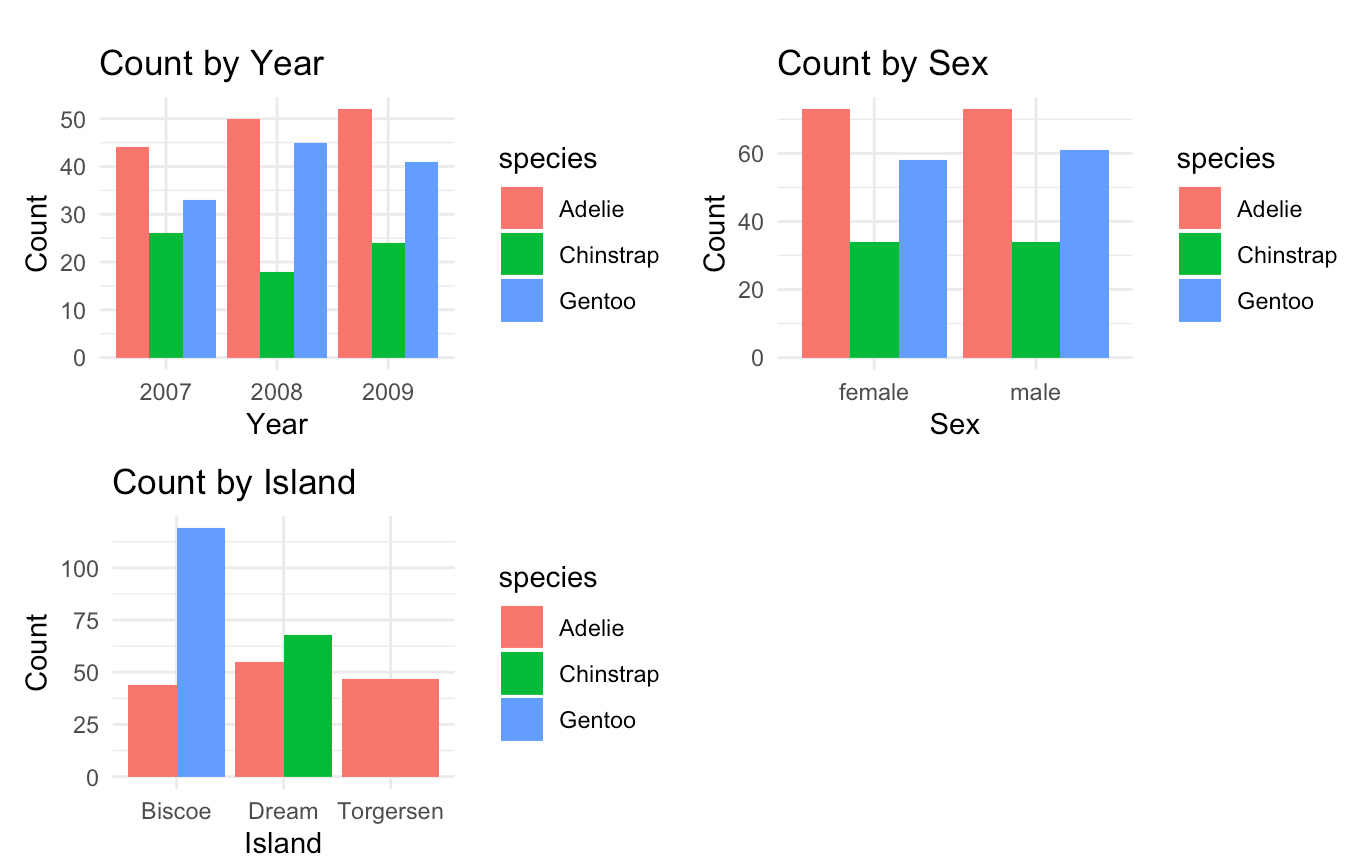 Count by Year
50
40
30
20
10
0
Count
2007 2008 2009
Year
species
Adelie
Chinstrap
Gentoo
Count by Sex
60
40
20
0
Count
female male
Sex
species
Adelie
Chinstrap
Gentoo
Count by Island
100
75
50
25
0
Count
Biscoe Dream Torgersen
Island
species
Adelie
Chinstrap
Gentoo